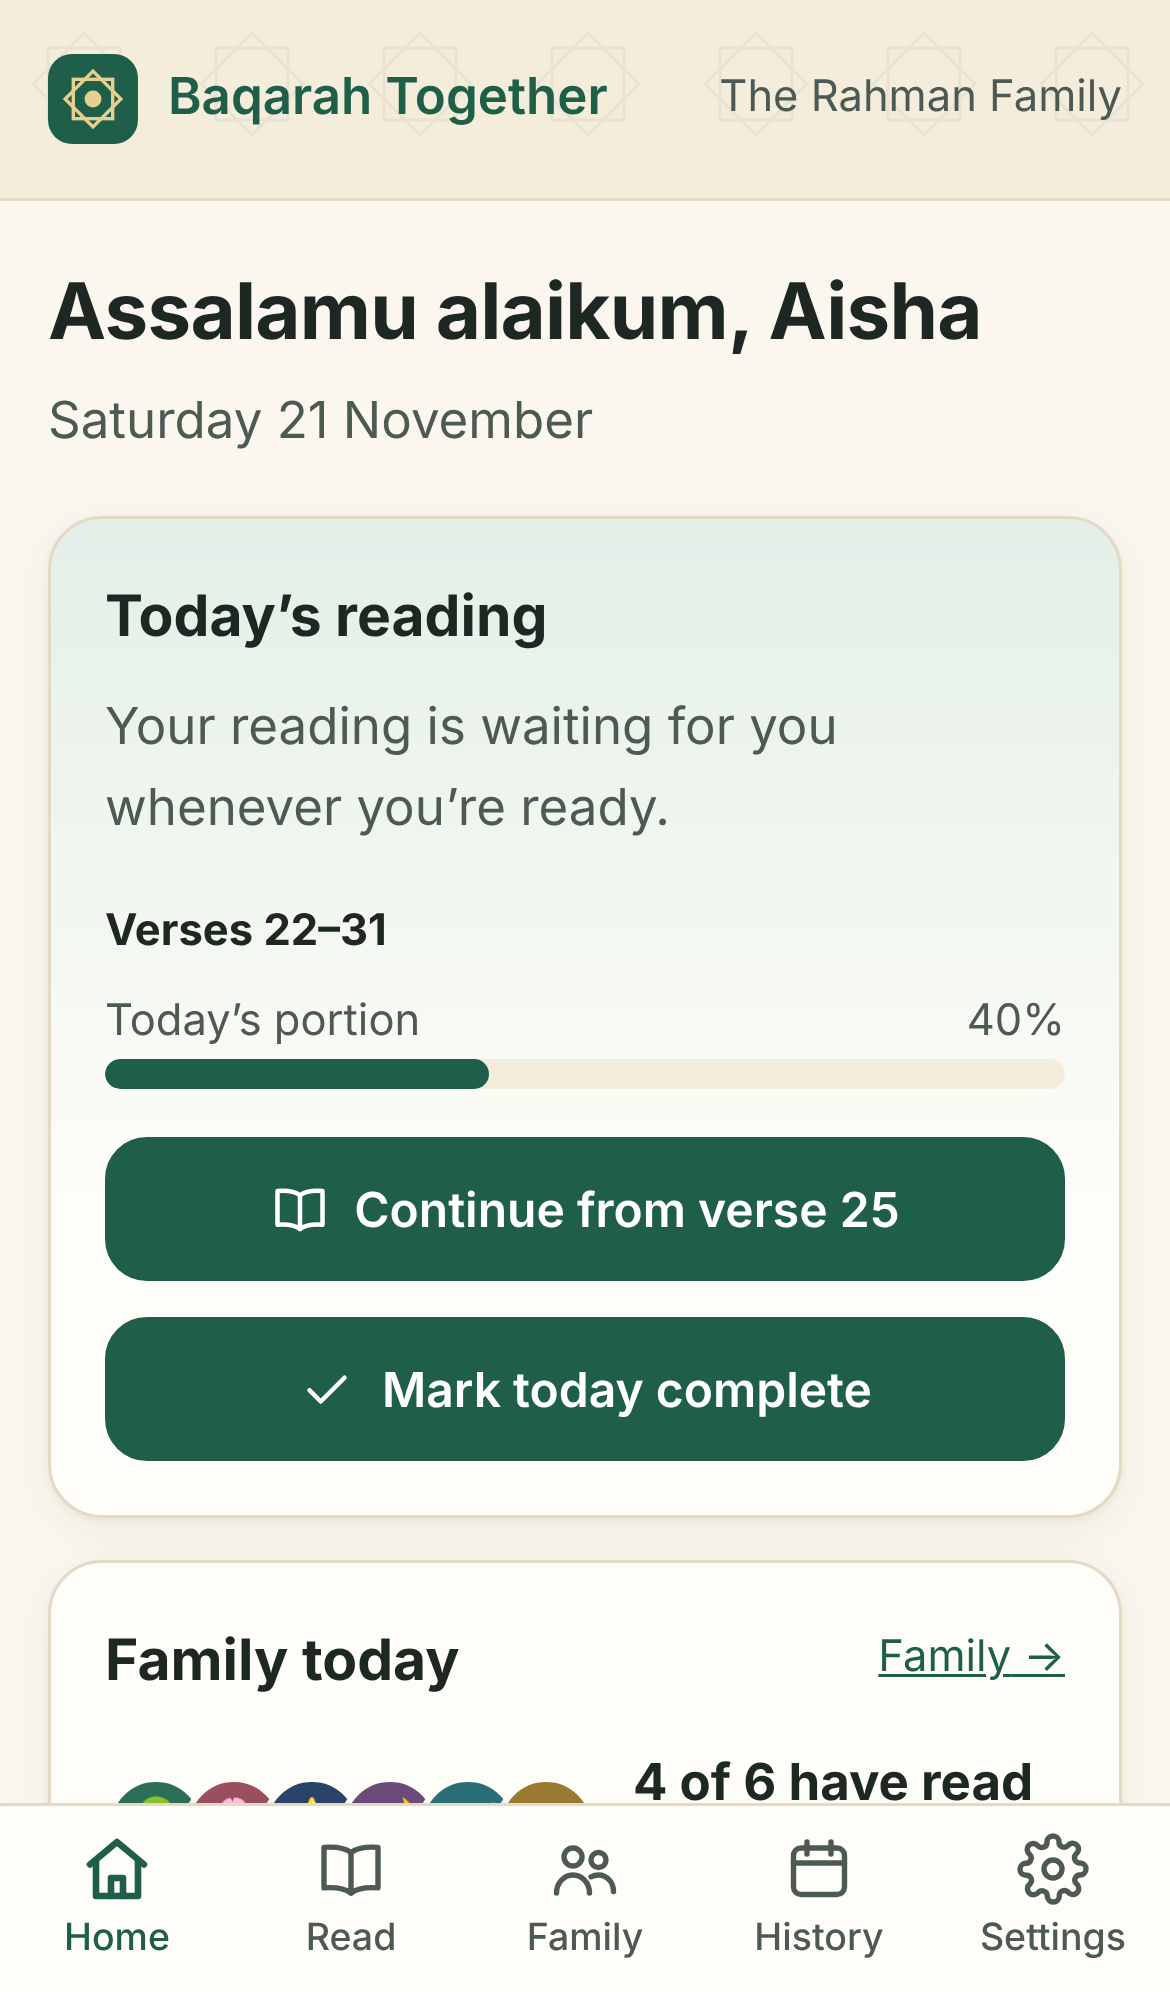 Baqarah Together
The Rahman Family
Assalamu alaikum, Aisha
Saturday 21 November
Today’s reading
Your reading is waiting for you
whenever you’re ready.
Verses 22–31
Today’s portion
40%
Continue from verse 25
Mark today complete
Family today
Family →
4 of 6 have read
Home
Read
Family
History
Settings